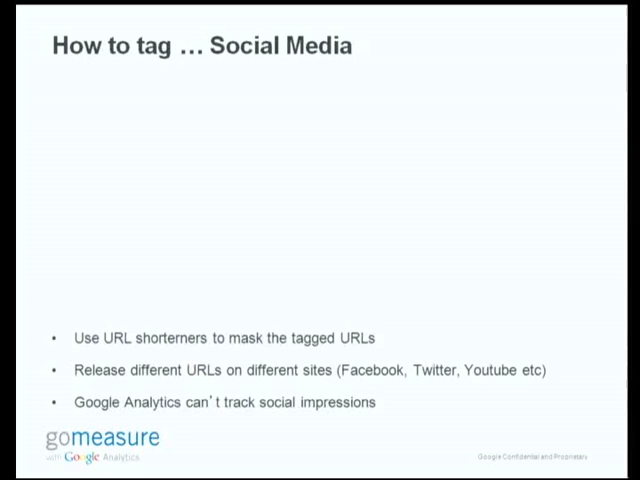 How to tag … Social Media
• Use URL shorterners to mask the tagged URLs
• Release different URLs on different sites (Facebook, Twitter, Youtube etc)
• Google Analytics can't track social impressions
gomeasure
with Google Analytics
Google Confidential and Proprietary